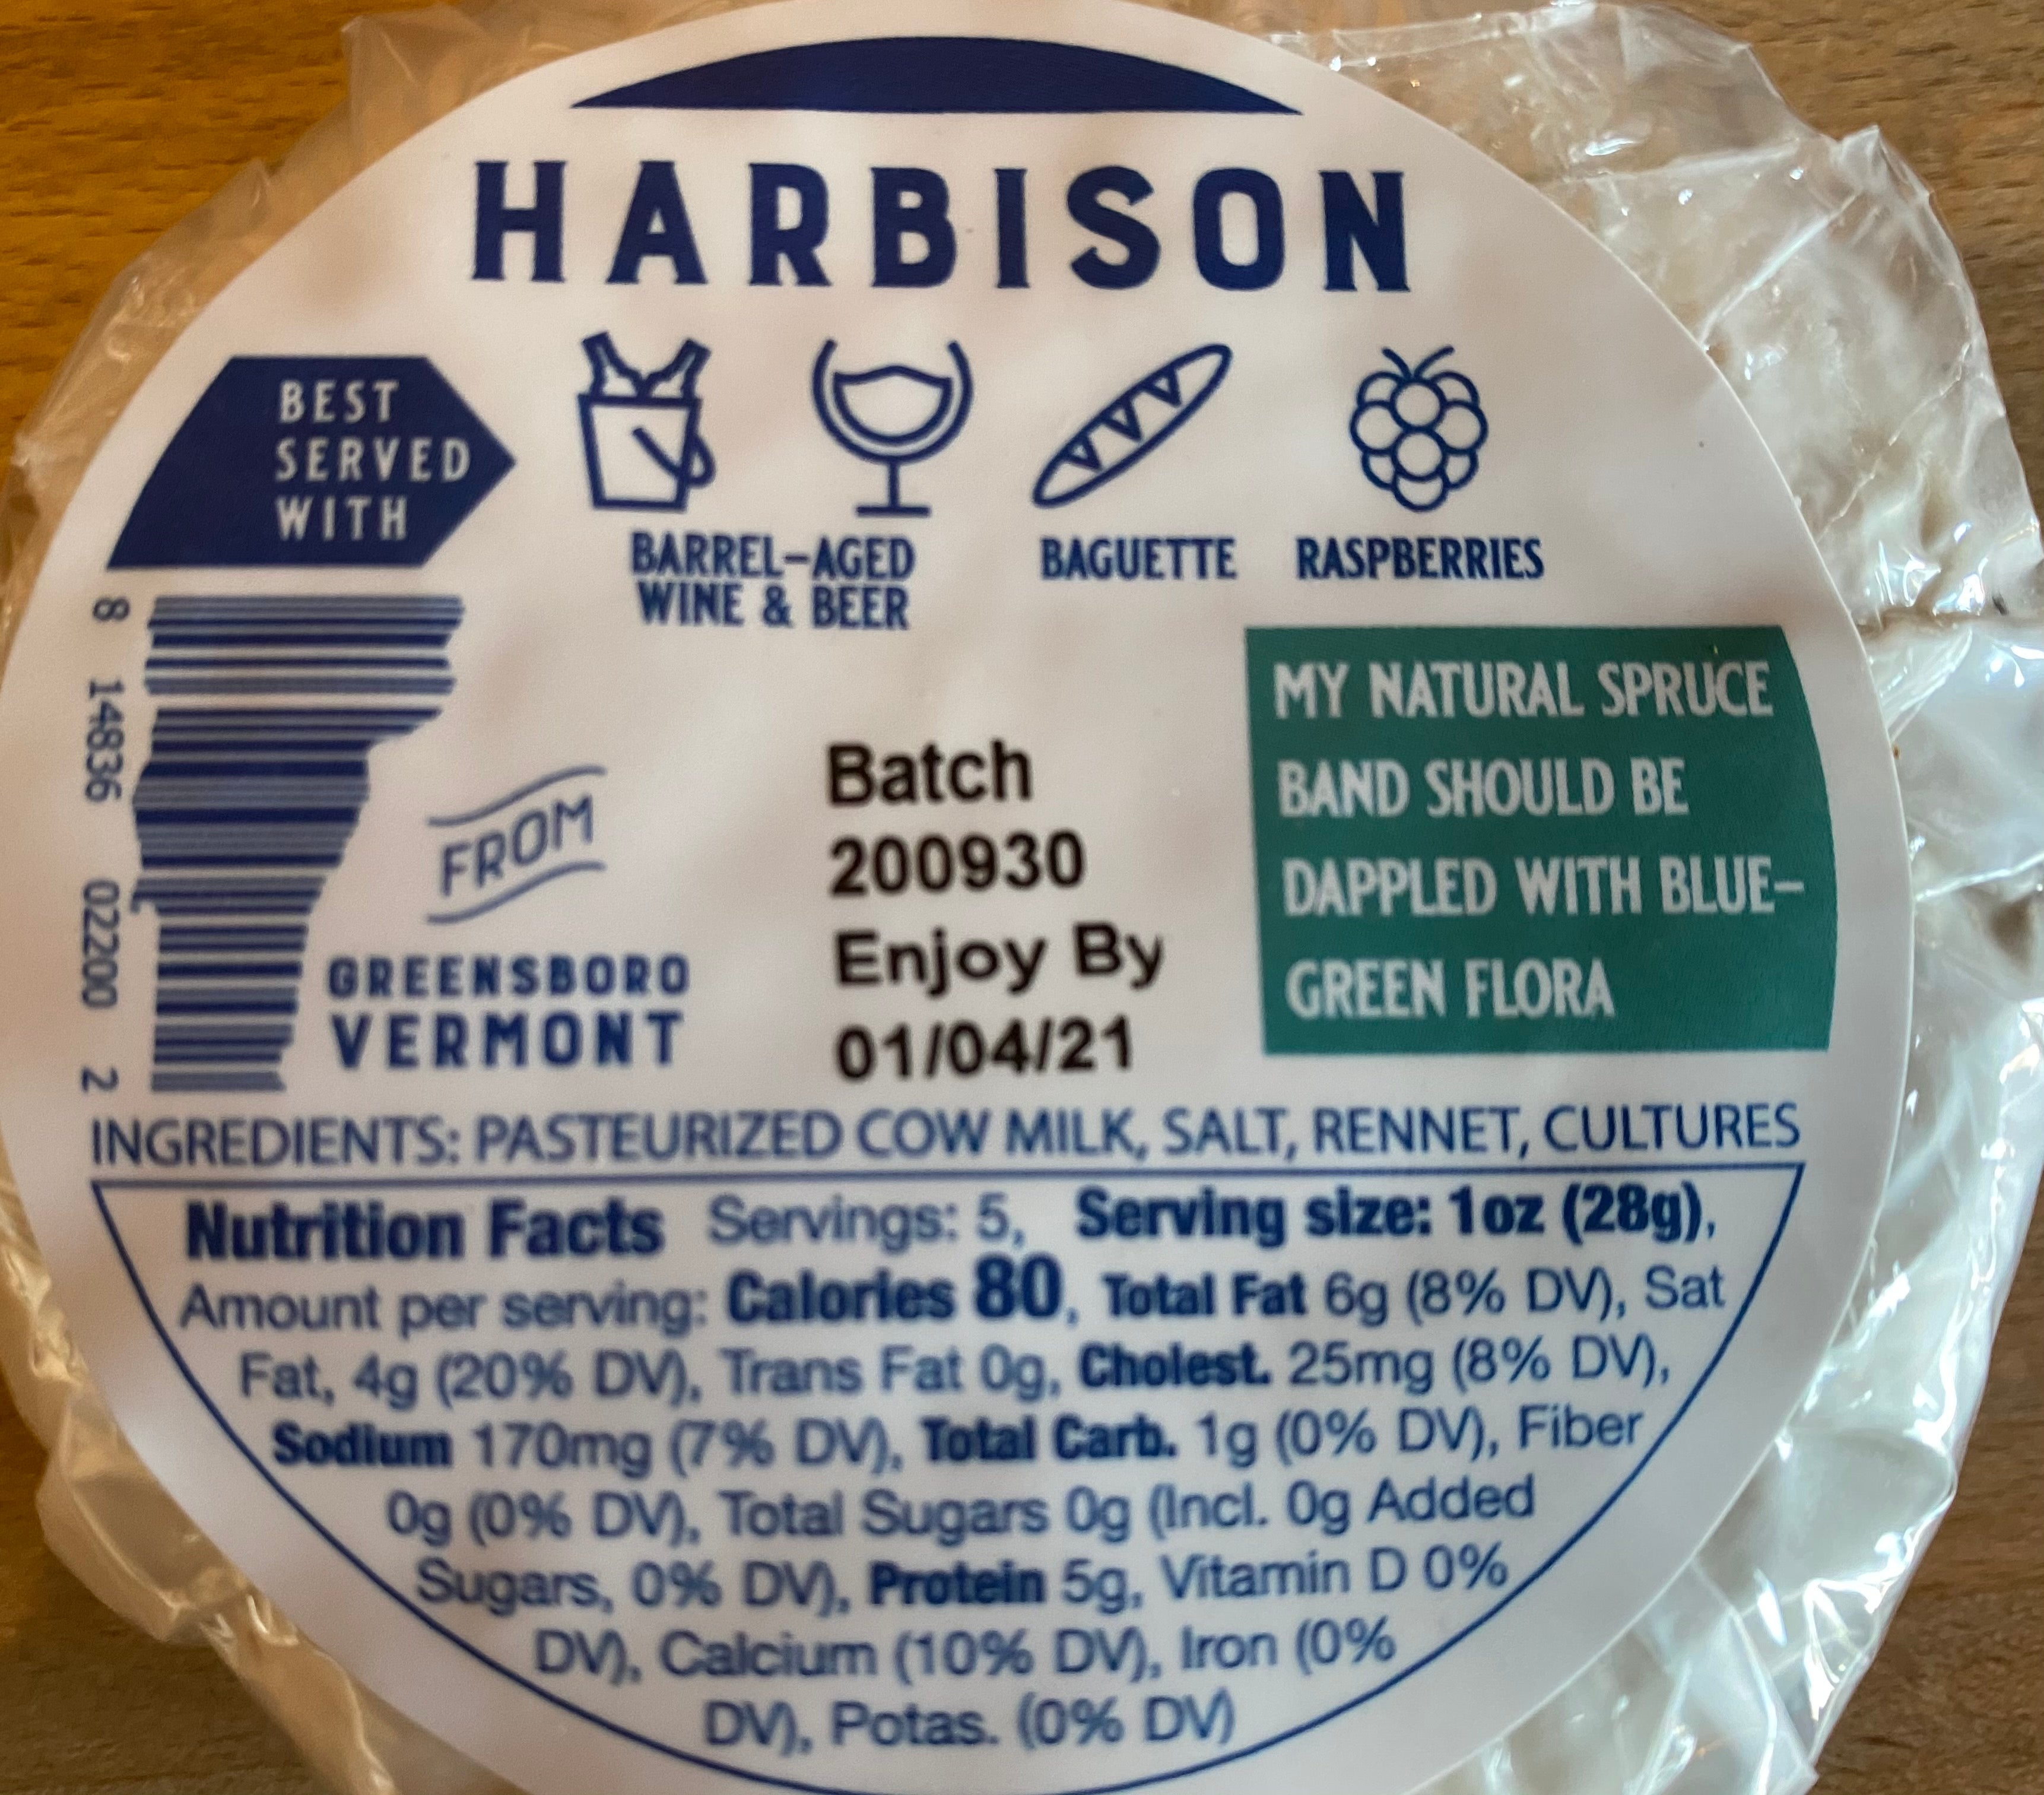 HARBISON
BEST
SERVED
WITH
BARREL-AGED
WINE & BEER
BAGUETTE
RASPBERRIES
8 14836 02200 2
FROM
GREENSBORO
VERMONT
Batch
200930
Enjoy By
01/04/21
MY NATURAL SPRUCE
BAND SHOULD BE
DAPPLED WITH BLUE-
GREEN FLORA
INGREDIENTS: PASTEURIZED COW MILK, SALT, RENNET, CULTURES
Nutrition Facts Servings: 5, Serving size: 1oz (28g),
Amount per serving: Calories 80, Total Fat 6g (8% DV), Sat
Fat, 4g (20% DV), Trans Fat 0g, Cholest. 25mg (8% DV),
Sodium 170mg (7% DV), Total Carb. 1g (0% DV), Fiber
0g (0% DV), Total Sugars 0g (Incl. 0g Added
Sugars, 0% DV), Protein 5g, Vitamin D 0%
DV), Calcium (10% DV), Iron (0%
DV), Potas. (0% DV)